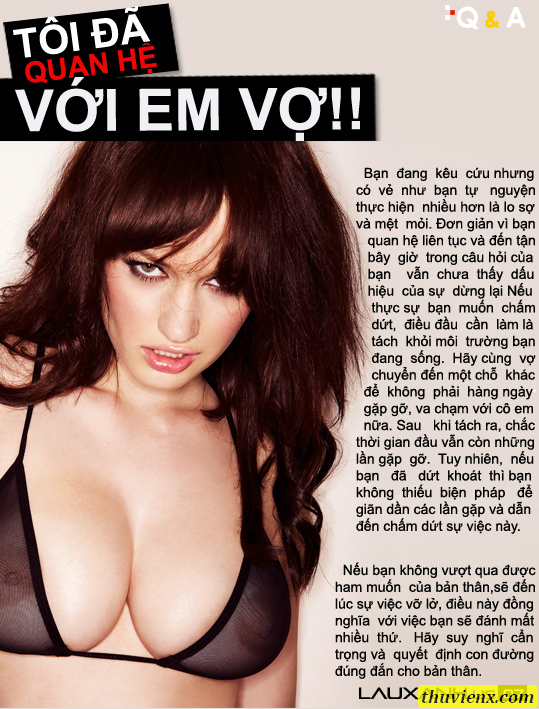 Q & A
TÔI ĐÃ
QUAN HỆ
VỚI EM VỢ!!
Bạn đang kêu cứu nhưng
có vẻ như bạn tự nguyện
thực hiện nhiều hơn là lo sợ
và mệt mỏi. Đơn giản vì bạn
quan hệ liên tục và đến tận
bây giờ trong câu hỏi của
bạn vẫn chưa thấy dấu
hiệu của sự dừng lại Nếu
thực sự bạn muốn chấm
dứt, điều đầu cần làm là
tách khỏi môi trường bạn
đang sống. Hãy cùng vợ
chuyển đến một chỗ khác
để không phải hàng ngày
gặp gỡ, va chạm với cô em
nữa. Sau khi tách ra, chắc
thời gian đầu vẫn còn những
lần gặp gỡ. Tuy nhiên, nếu
bạn đã dứt khoát thì bạn
không thiếu biện pháp để
giãn dần các lần gặp và dẫn
đến chấm dứt sự việc này.
Nếu bạn không vượt qua được
ham muốn của bản thân,sẽ đến
lúc sự việc vỡ lở, điều này đồng
nghĩa với việc bạn sẽ đánh mất
nhiều thứ. Hãy suy nghĩ cẩn
trọng và quyết định con đường
đúng đắn cho bản thân.
thuvienx.com